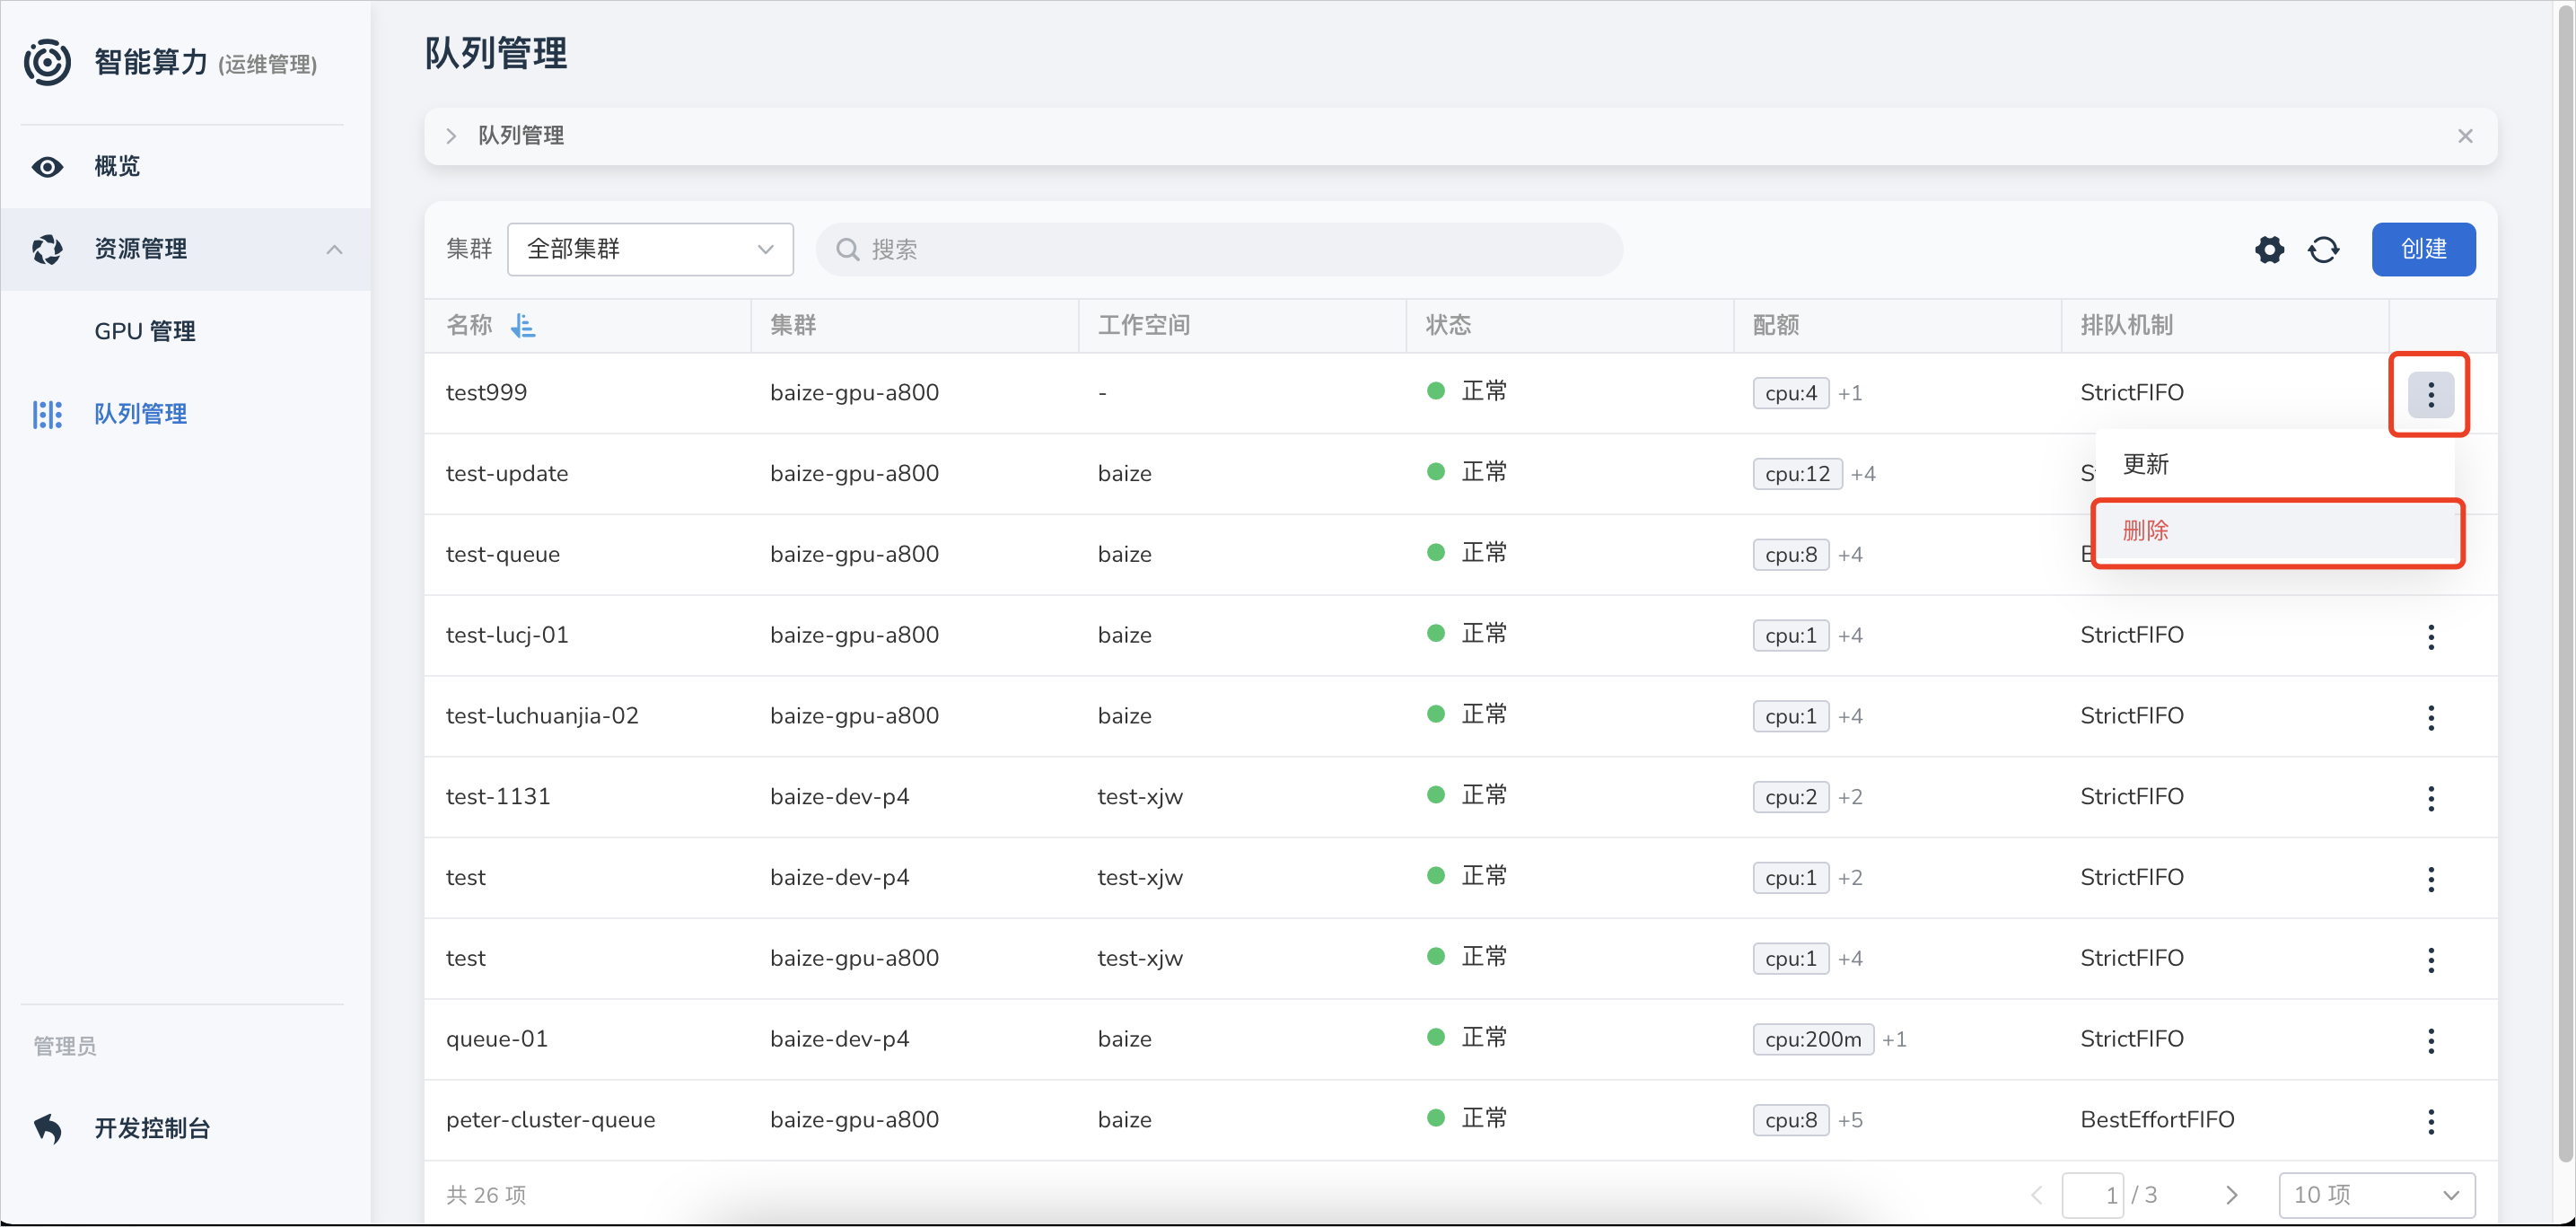 智能算力 (运维管理)
概览
资源管理
GPU 管理
队列管理
管理员
开发控制台
队列管理
队列管理
集群 全部集群 搜索 创建
名称 集群 工作空间 状态 配额 排队机制
test999 baize-gpu-a800 - 正常 cpu:4 +1 StrictFIFO
更新
test-update baize-gpu-a800 baize 正常 cpu:12 +4
删除
test-queue baize-gpu-a800 baize 正常 cpu:8 +4
test-lucj-01 baize-gpu-a800 baize 正常 cpu:1 +4 StrictFIFO
test-luchuanjia-02 baize-gpu-a800 baize 正常 cpu:1 +4 StrictFIFO
test-1131 baize-dev-p4 test-xjw 正常 cpu:2 +2 StrictFIFO
test baize-dev-p4 test-xjw 正常 cpu:1 +2 StrictFIFO
test baize-gpu-a800 test-xjw 正常 cpu:1 +4 StrictFIFO
queue-01 baize-dev-p4 baize 正常 cpu:200m +1 StrictFIFO
peter-cluster-queue baize-gpu-a800 baize 正常 cpu:8 +5 BestEffortFIFO
共 26 项 1 / 3 10 项